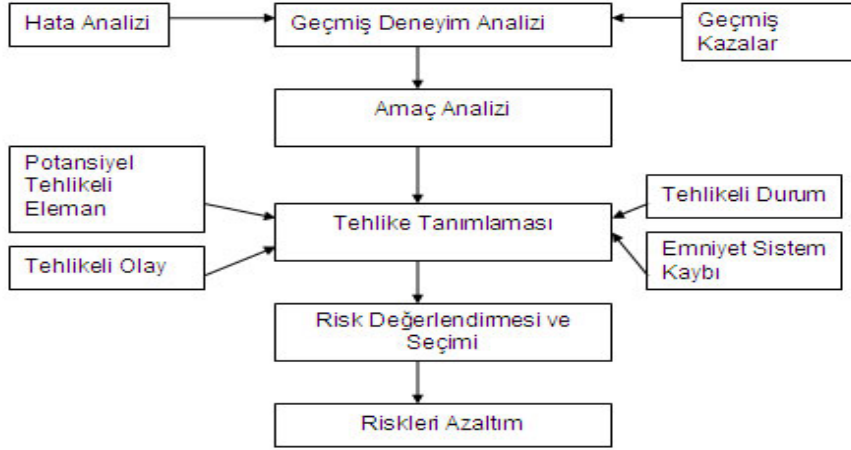 Hata Analizi
Geçmiş Deneyim Analizi
Geçmiş
Kazalar
Amaç Analizi
Potansiyel
Tehlikeli
Eleman
Tehlikeli Durum
Tehlike Tanımlaması
Tehlikeli Olay
Emniyet Sistem
Kaybı
Risk Değerlendirmesi ve
Seçimi
Riskleri Azaltım